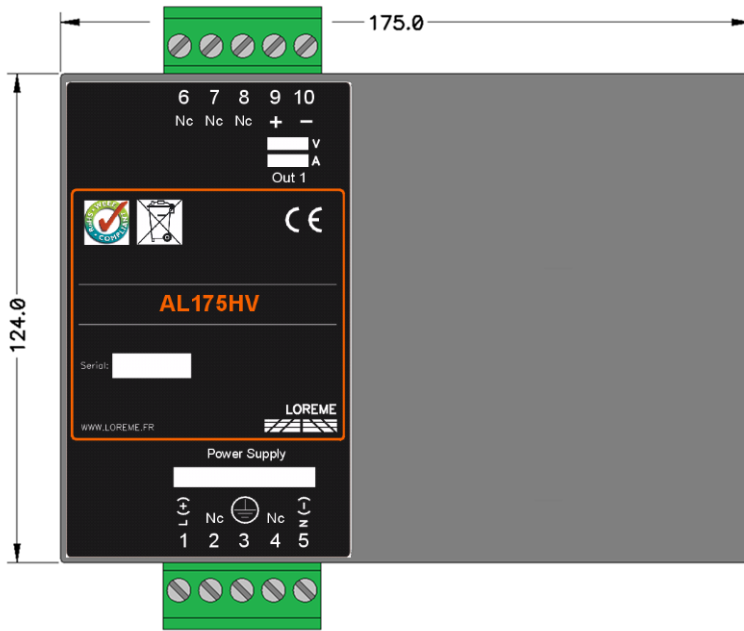 175.0
124.0
6 7 8 9 10
Nc Nc Nc + −
V
A
Out 1
CE
AL175HV
Serial:
LOREME
WWW.LOREME.FR
Power Supply
L (+) Nc Nc N (−)
1 2 3 4 5